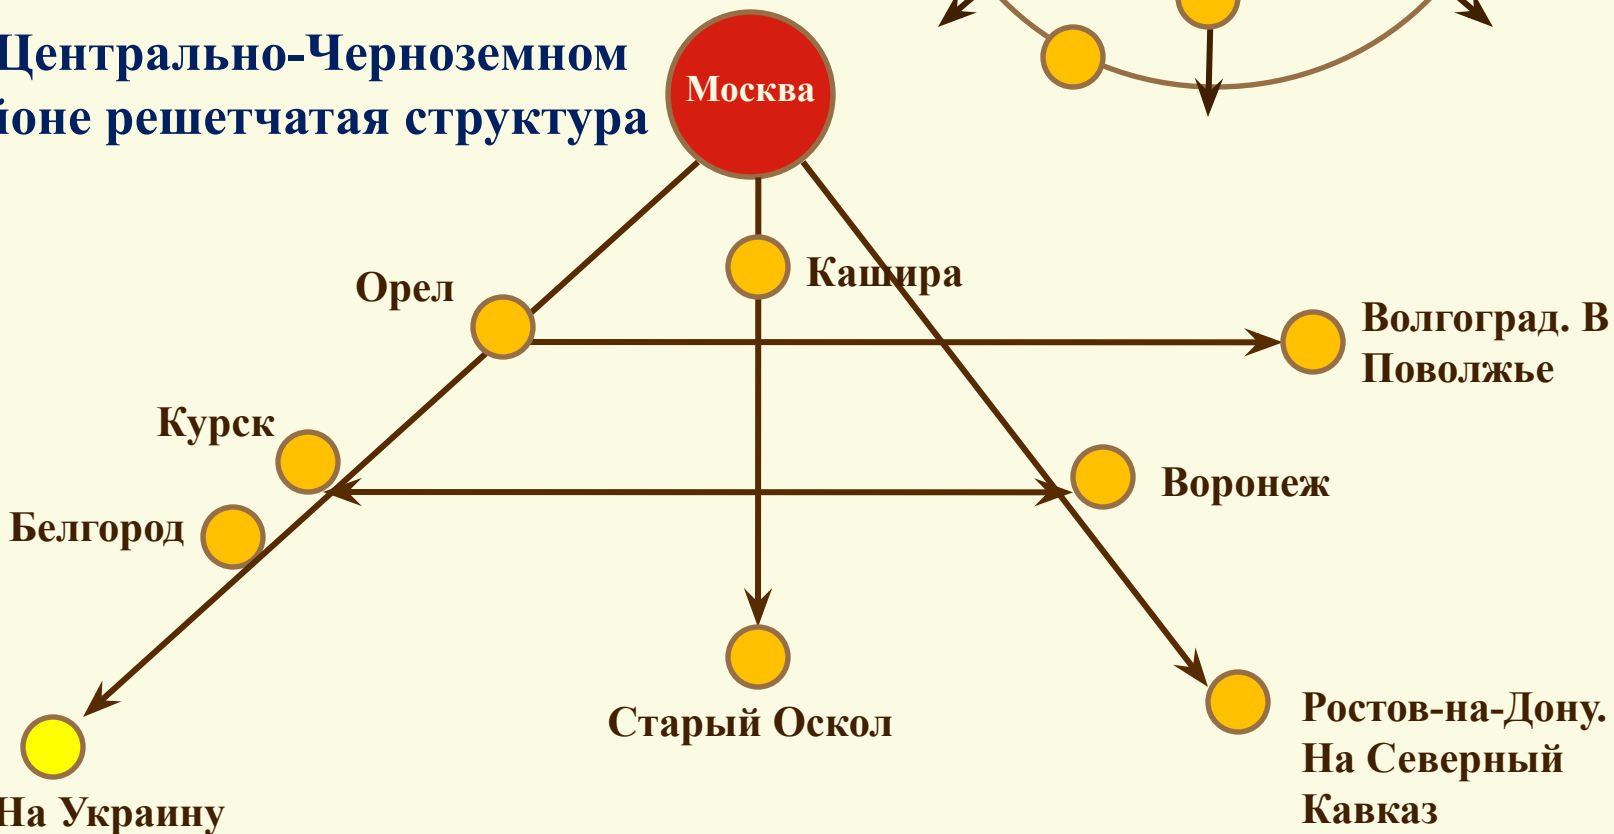 Центрально-Черноземном
йоне решетчатая структура
Москва
Кашира
Орел
Волгоград. В
Поволжье
Курск
Воронеж
Белгород
Старый Оскол
Ростов-на-Дону.
На Северный
Кавказ
На Украину